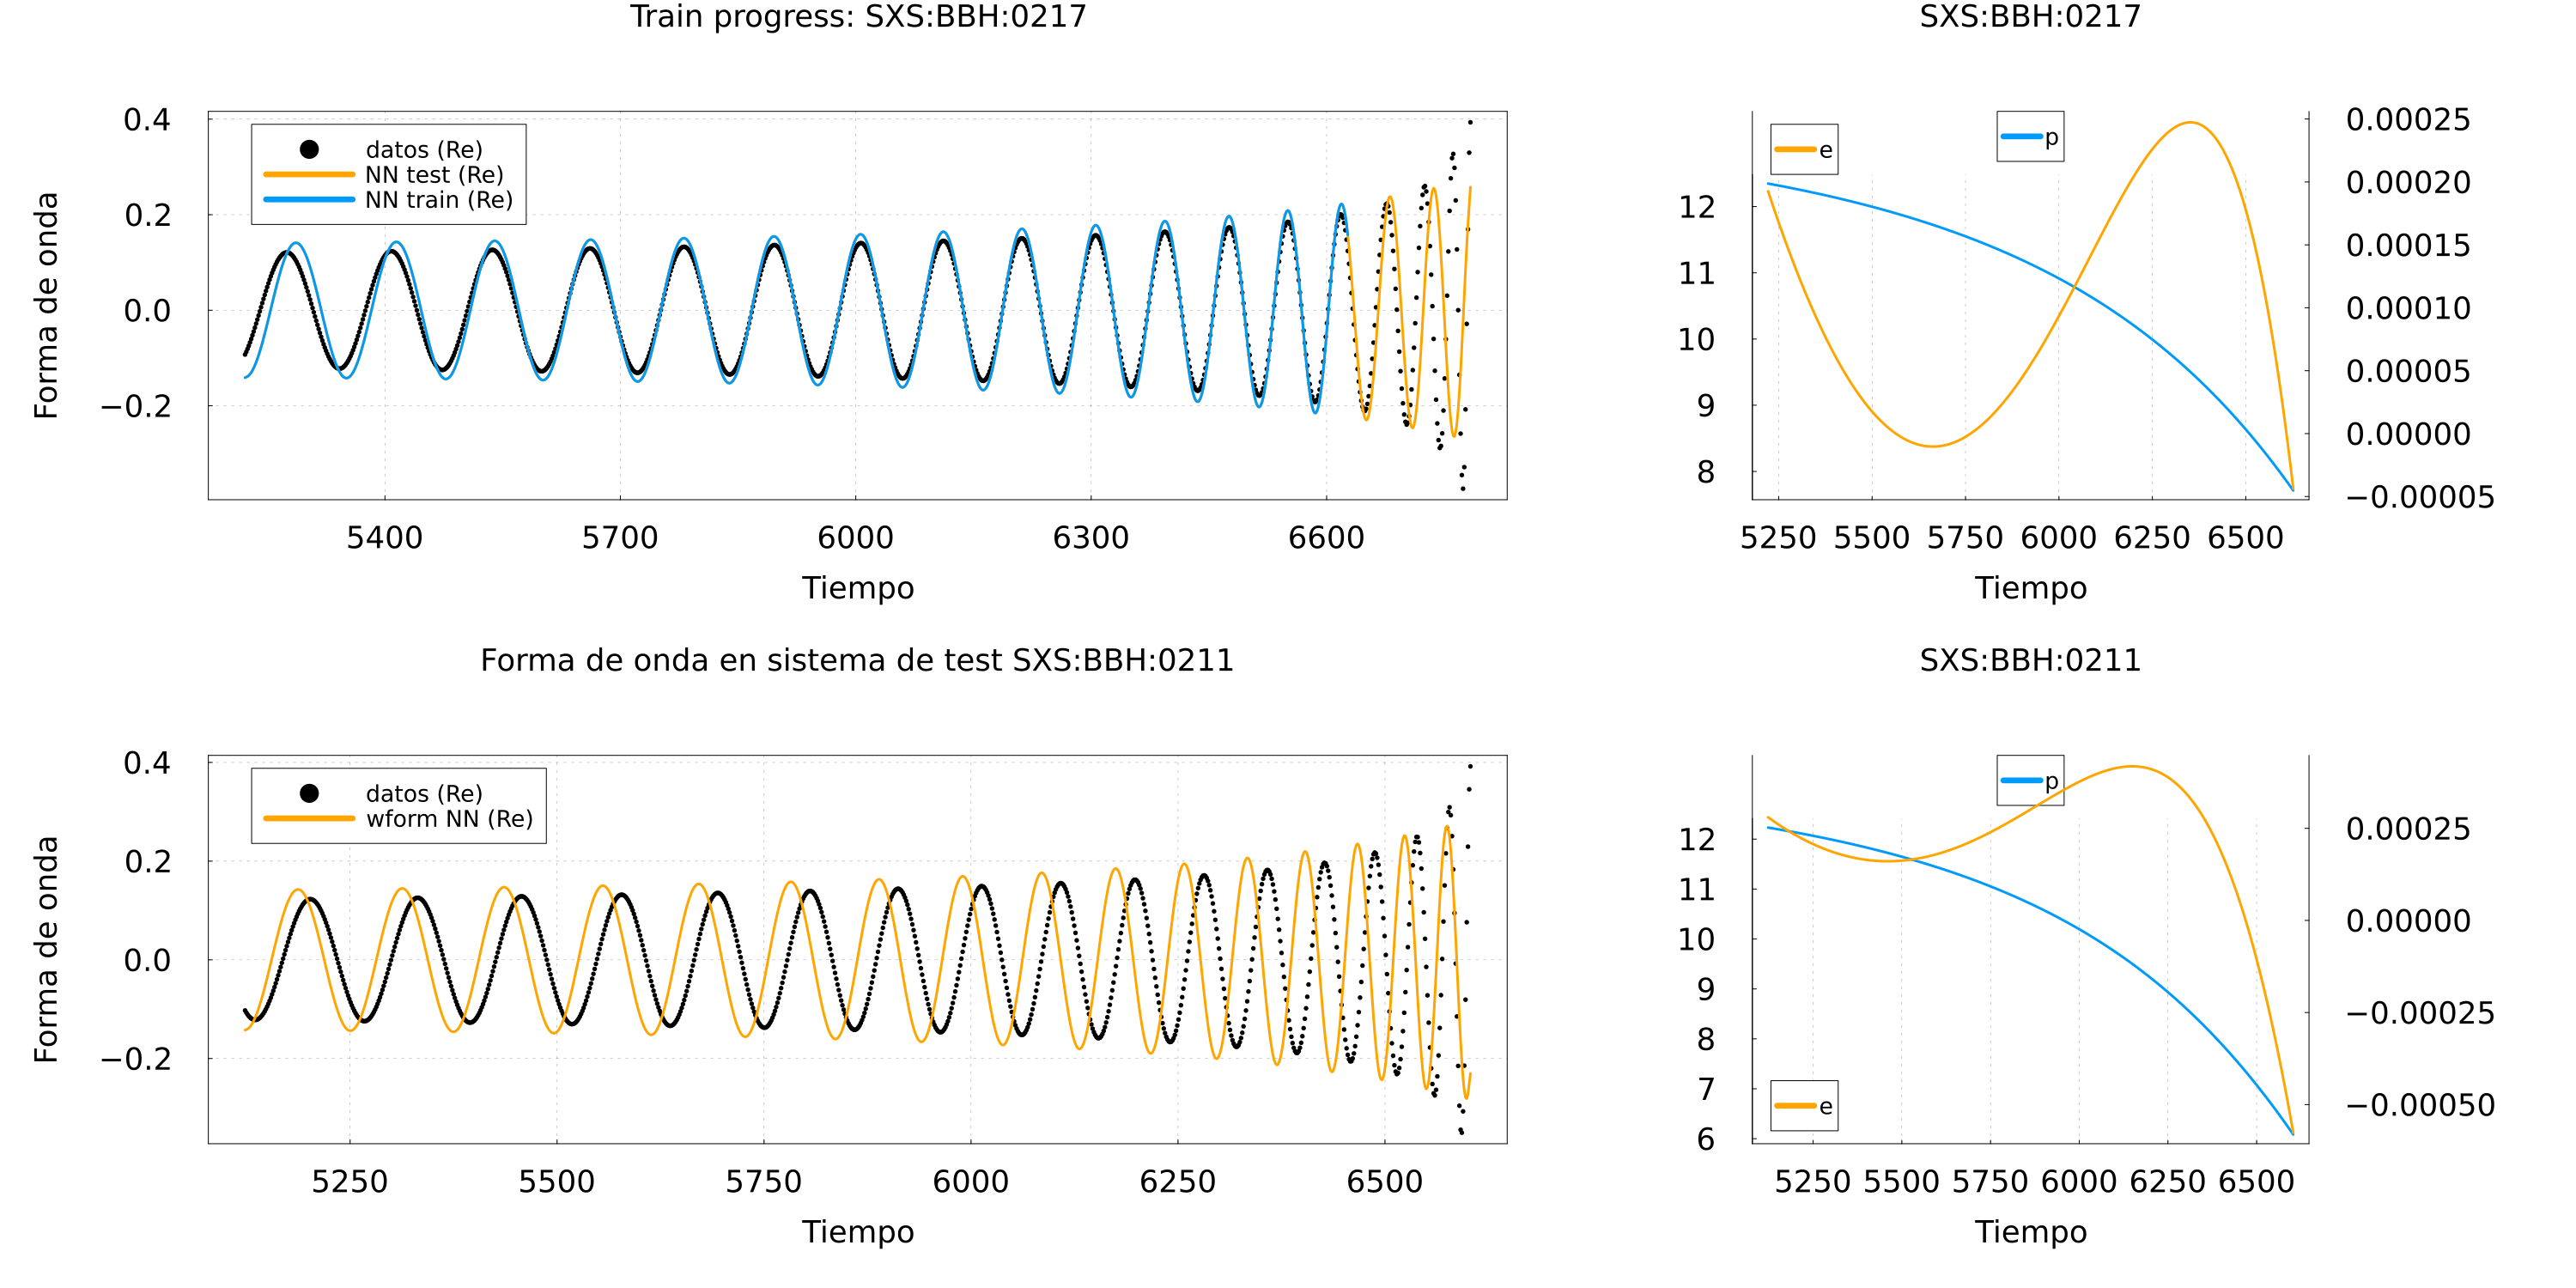 Train progress: SXS:BBH:0217
0.4
0.2
0.0
−0.2
Forma de onda
datos (Re)
NN test (Re)
NN train (Re)
5400 5700 6000 6300 6600
Tiempo
SXS:BBH:0217
e
p
12
11
10
9
8
0.00025
0.00020
0.00015
0.00010
0.00005
0.00000
−0.00005
5250 5500 5750 6000 6250 6500
Tiempo
Forma de onda en sistema de test SXS:BBH:0211
0.4
0.2
0.0
−0.2
Forma de onda
datos (Re)
wform NN (Re)
5250 5500 5750 6000 6250 6500
Tiempo
SXS:BBH:0211
p
e
12
11
10
9
8
7
6
0.00025
0.00000
−0.00025
−0.00050
5250 5500 5750 6000 6250 6500
Tiempo